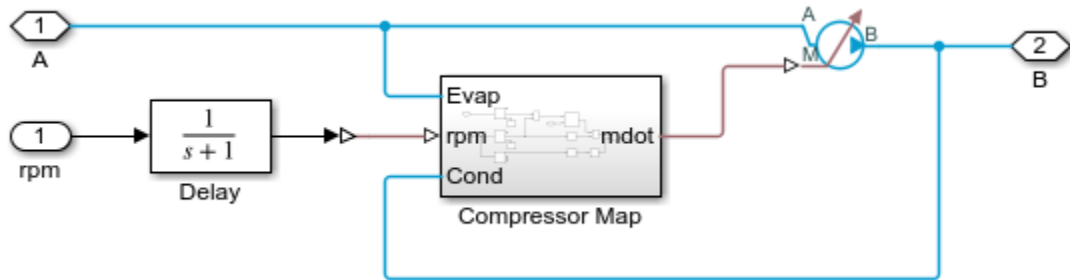 1
A
A
M
B
2
B
Evap
rpm
mdot
Cond
Compressor Map
1
rpm
1
s + 1
Delay